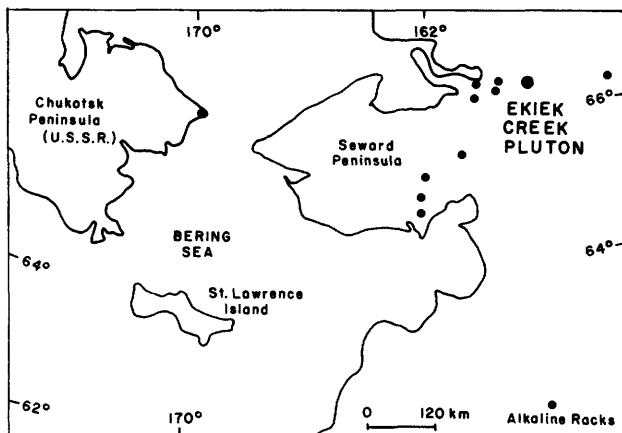 170°
162°
Chukotsk
Peninsula
(U.S.S.R.)
Seward
Peninsula
66°
EKIEK
CREEK
PLUTON
BERING
SEA
64°
64°
St. Lawrence
Island
62°
170°
0 120 km
Alkaline Rocks